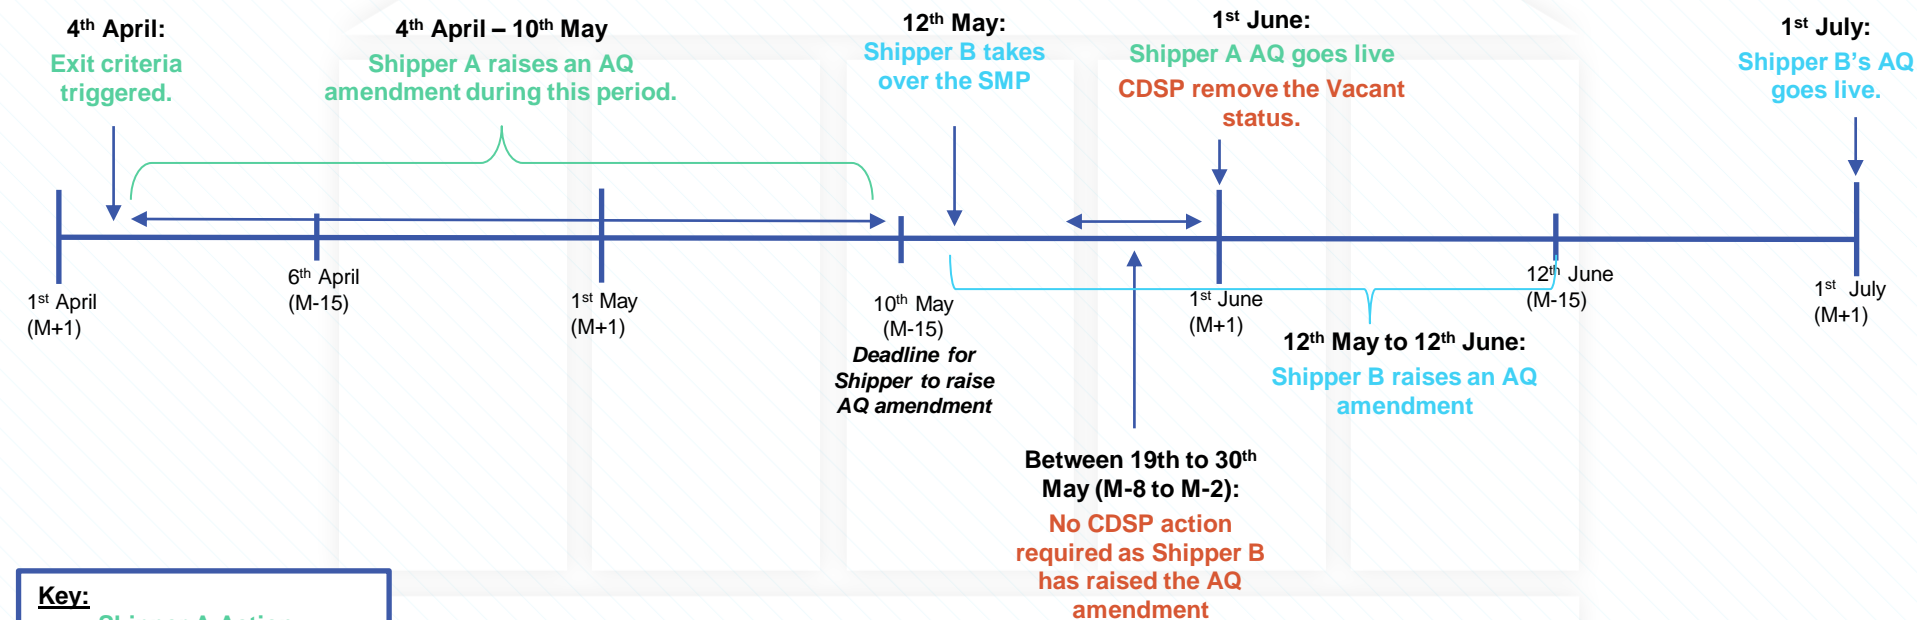 4th April:
Exit criteria
triggered.
4th April – 10th May
Shipper A raises an AQ
amendment during this period.
12th May:
Shipper B takes
over the SMP
1st June:
Shipper A AQ goes live
CDSP remove the Vacant
status.
1st July:
Shipper B's AQ
goes live.
1st April
(M+1)
6th April
(M-15)
1st May
(M+1)
10th May
(M-15)
Deadline for
Shipper to raise
AQ amendment
1st June
(M+1)
12th June
(M-15)
1st July
(M+1)
12th May to 12th June:
Shipper B raises an AQ
amendment
Between 19th to 30th
May (M-8 to M-2):
No CDSP action
required as Shipper B
has raised the AQ
amendment
Key:
Shipper A Action